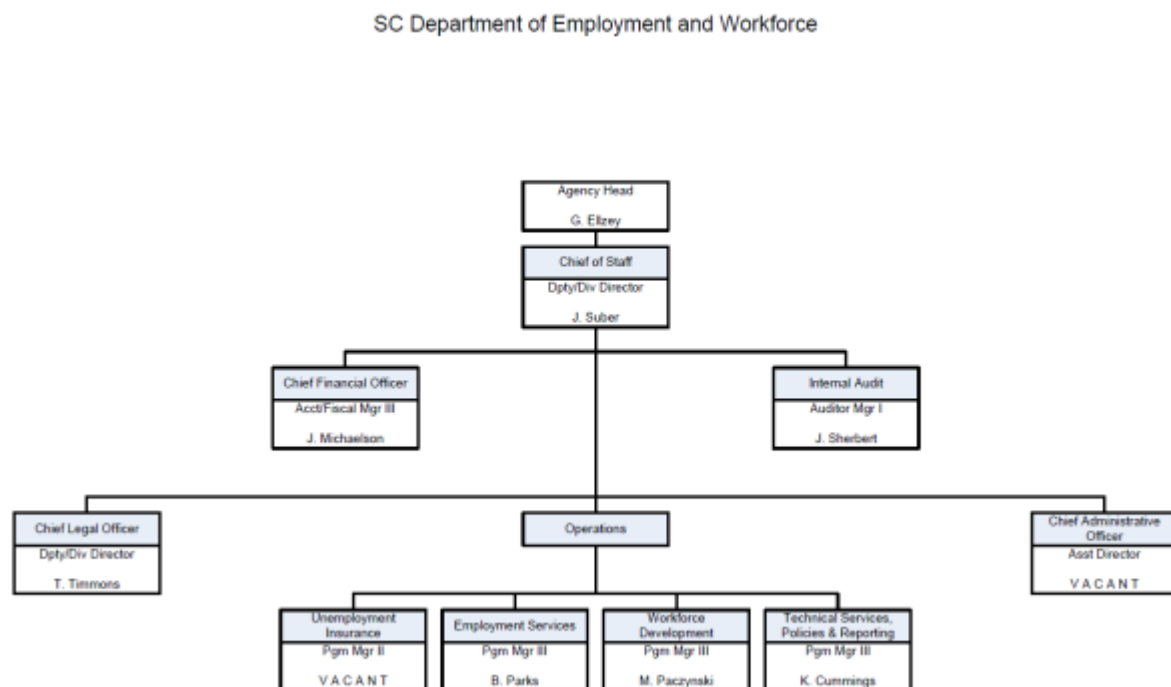 SC Department of Employment and Workforce
Agency Head
G. Ellzey
Chief of Staff
Dpty/Div Director
J. Suber
Chief Financial Officer
Acct/Fiscal Mgr III
J. Michaelson
Internal Audit
Auditor Mgr I
J. Sherbert
Chief Legal Officer
Dpty/Div Director
T. Timmons
Operations
Chief Administrative
Officer
Asst Director
V A C A N T
Unemployment
Insurance
Pgm Mgr II
V A C A N T
Employment Services
Pgm Mgr III
B. Parks
Workforce
Development
Pgm Mgr III
M. Paczynski
Technical Services,
Policies & Reporting
Pgm Mgr III
K. Cummings